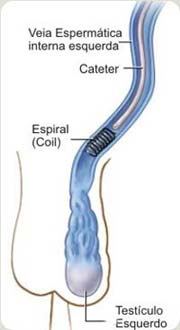 Veia Espermática
interna esquerda
Cateter
Espiral
(Coil)
Testículo
Esquerdo